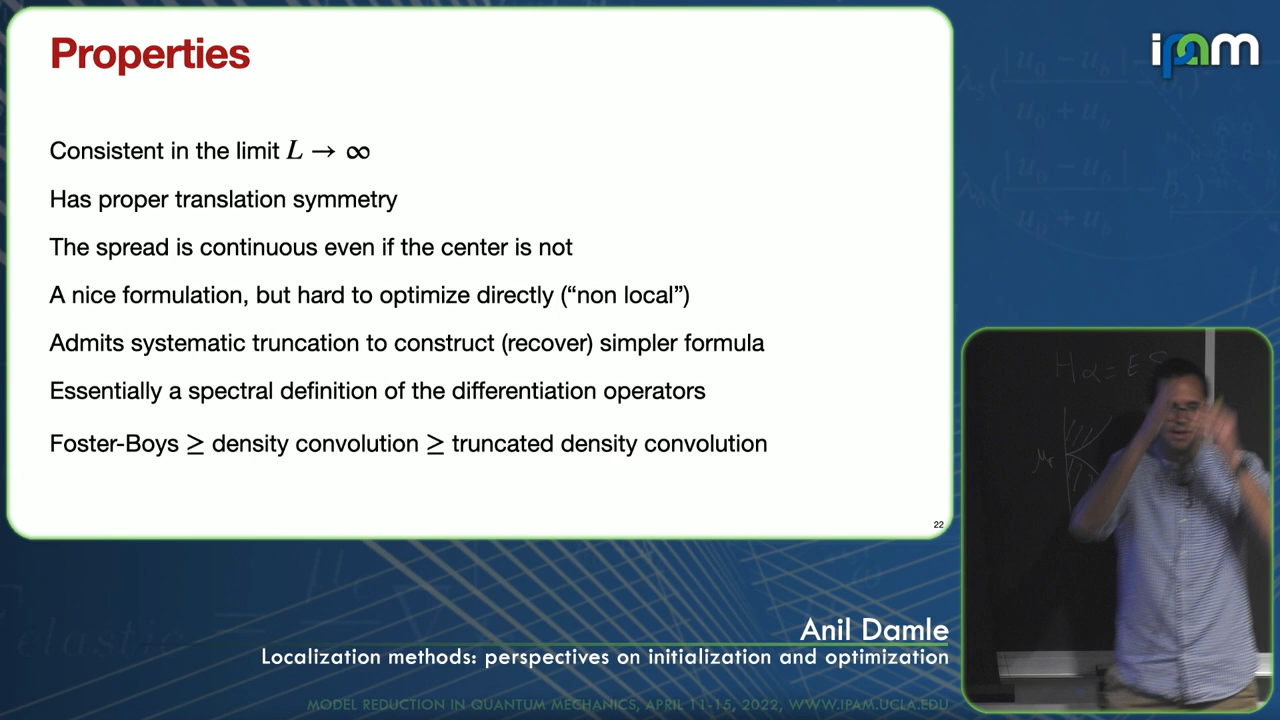 Properties
ipam
Consistent in the limit L → ∞
Has proper translation symmetry
The spread is continuous even if the center is not
A nice formulation, but hard to optimize directly (“non local”)
Admits systematic truncation to construct (recover) simpler formula
Essentially a spectral definition of the differentiation operators
Foster-Boys ≥ density convolution ≥ truncated density convolution
22
Hα = E
μF
elastic
Anil Damle
Localization methods: perspectives on initialization and optimization
MODEL REDUCTION IN QUANTUM MECHANICS, APRIL 11-15, 2022, WWW.IPAM.UCLA.EDU